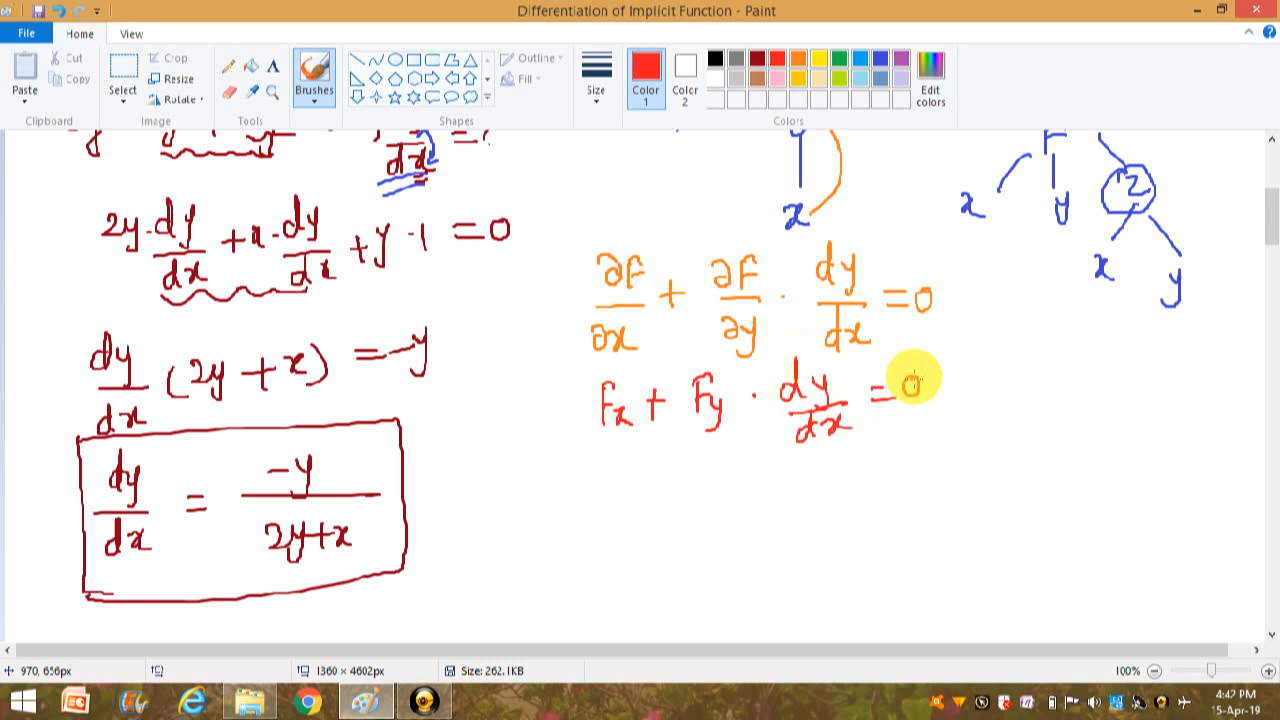 Differentiation of Implicit Function - Paint
File Home View
Paste
Cut
Copy
Clipboard
Select
Crop
Resize
Rotate
Image
Tools
Brushes
Outline
Fill
Shapes
Size
Color 1
Color 2
Edit colors
Colors
dx = ?
2y · dy/dx + x · dy/dx + y · 1 = 0
dy/dx (2y + x) = -y
dy/dx = -y/2y+x
y
x
F
x y z
x y
∂F/∂x + ∂F/∂y · dy/dx = 0
Fx + Fy · dy/dx = 0
970, 656px
1360 × 4602px
Size: 262.1KB
100%
4:42 PM
15-Apr-19